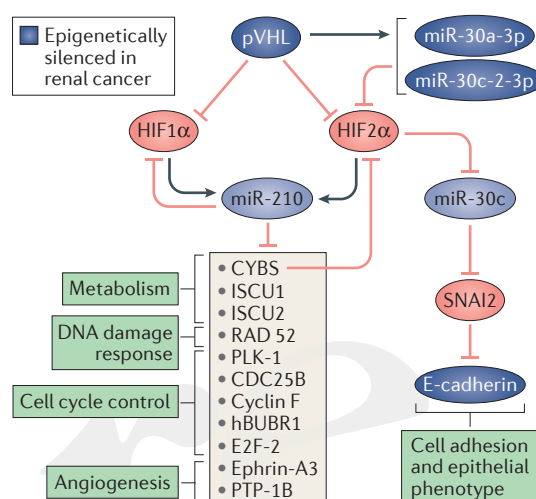 Epigenetically
silenced in
renal cancer
pVHL
miR-30a-3p
miR-30c-2-3p
HIF1α
HIF2α
miR-210
miR-30c
SNAI2
E-cadherin
Cell adhesion
and epithelial
phenotype
Metabolism
DNA damage
response
Cell cycle control
Angiogenesis
• CYBS
• ISCU1
• ISCU2
• RAD 52
• PLK-1
• CDC25B
• Cyclin F
• hBUBR1
• E2F-2
• Ephrin-A3
• PTP-1B